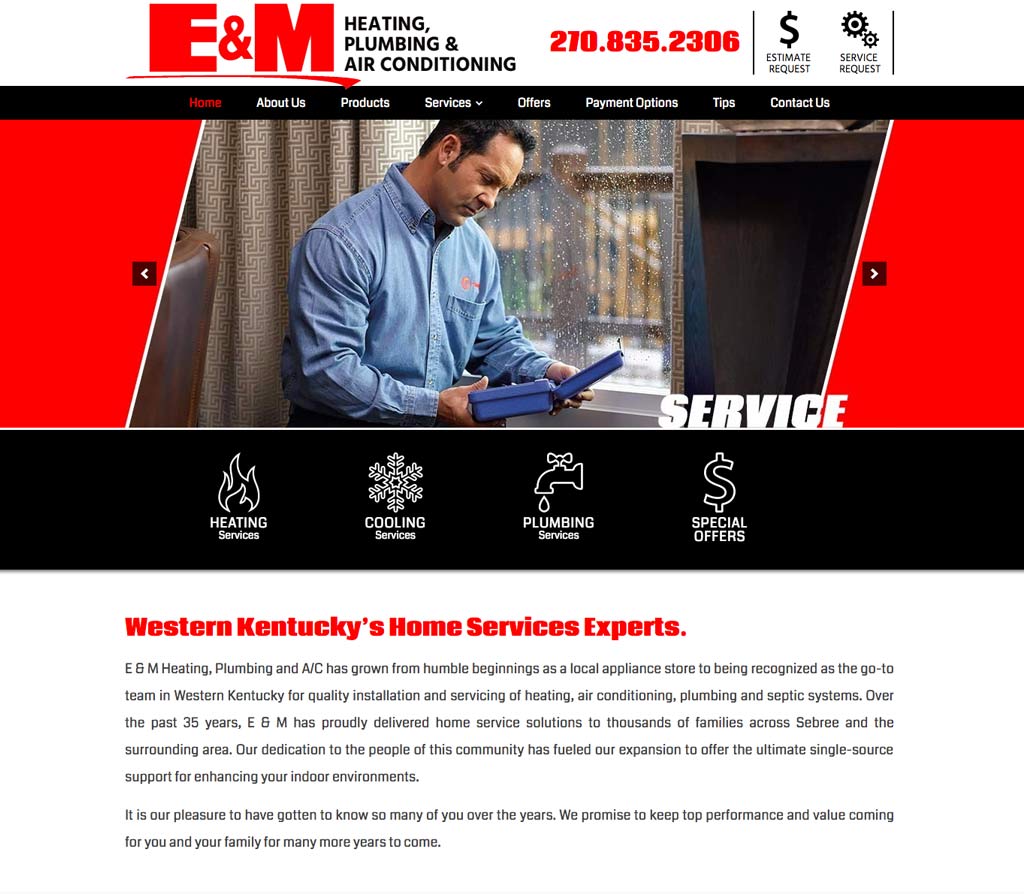 E&M
HEATING,
PLUMBING &
AIR CONDITIONING
270.835.2306
ESTIMATE
REQUEST
SERVICE
REQUEST
Home About Us Products Services Offers Payment Options Tips Contact Us
SERVICE
HEATING
Services
COOLING
Services
PLUMBING
Services
SPECIAL
OFFERS
Western Kentucky's Home Services Experts.
E & M Heating, Plumbing and A/C has grown from humble beginnings as a local appliance store to being recognized as the go-to
team in Western Kentucky for quality installation and servicing of heating, air conditioning, plumbing and septic systems. Over
the past 35 years, E & M has proudly delivered home service solutions to thousands of families across Sebree and the
surrounding area. Our dedication to the people of this community has fueled our expansion to offer the ultimate single-source
support for enhancing your indoor environments.
It is our pleasure to have gotten to know so many of you over the years. We promise to keep top performance and value coming
for you and your family for many more years to come.